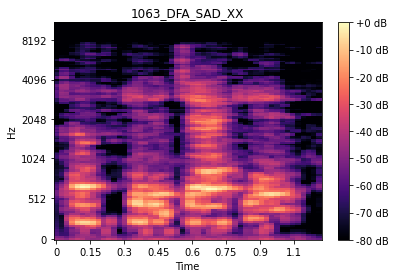 1063_DFA_SAD_XX
+0 dB
8192
-10 dB
4096
-20 dB
-30 dB
Hz
2048
-40 dB
1024
-50 dB
-60 dB
512
-70 dB
0
-80 dB
0 0.15 0.3 0.45 0.6 0.75 0.9 1.1
Time